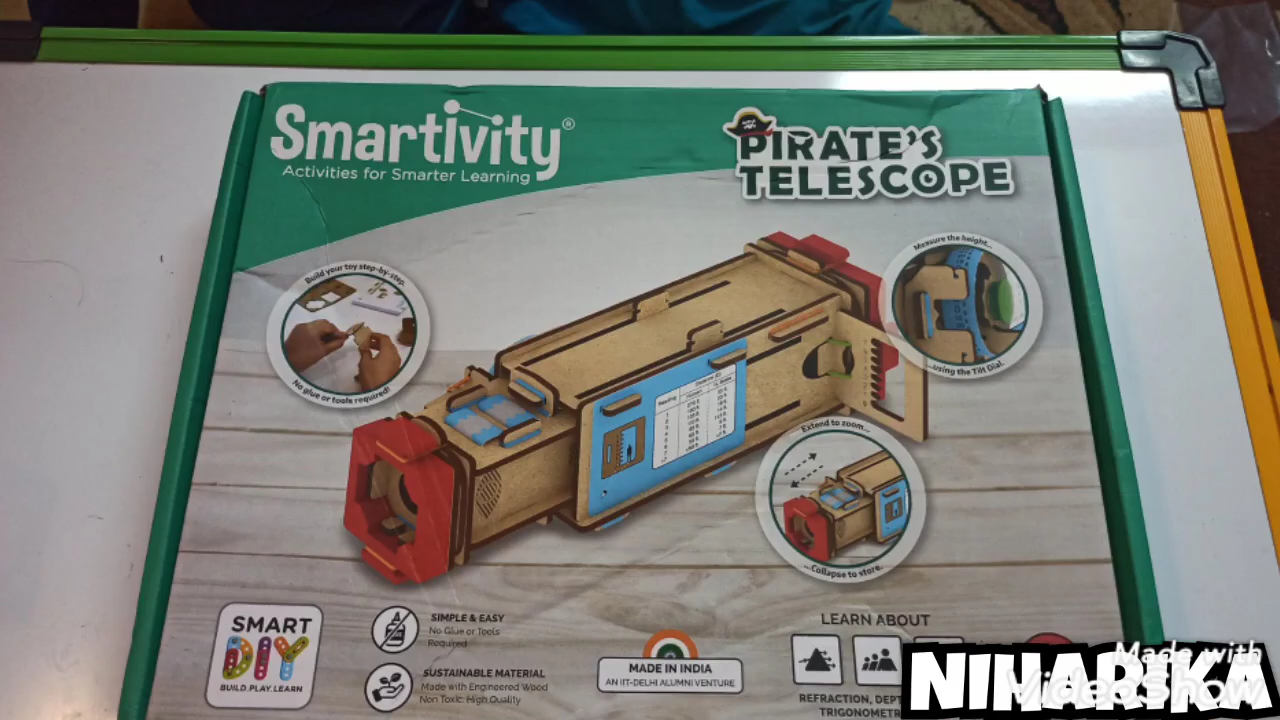 Smartivity®
Activities for Smarter Learning
PIRATE'S
TELESCOPE
Build your toy step-by-step..
No glue or tools required!
Measure the height...
...using the Tilt Dial.
Extend to zoom...
...Collapse to store.
SMART
DIY
BUILD.PLAY.LEARN
SIMPLE & EASY
No Glue or Tools
Required
SUSTAINABLE MATERIAL
Made with Engineered Wood
Non Toxic. High Quality
MADE IN INDIA
AN IIT-DELHI ALUMNI VENTURE
LEARN ABOUT
REFRACTION,
NIHARIKA
Made with
VideoShow